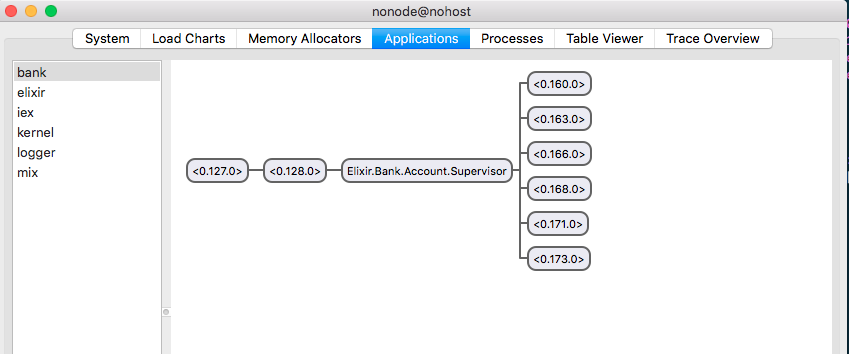 nonode@nohost
System Load Charts Memory Allocators Applications Processes Table Viewer Trace Overview
bank
elixir
iex
kernel
logger
mix
<0.127.0> <0.128.0> Elixir.Bank.Account.Supervisor
<0.160.0>
<0.163.0>
<0.166.0>
<0.168.0>
<0.171.0>
<0.173.0>